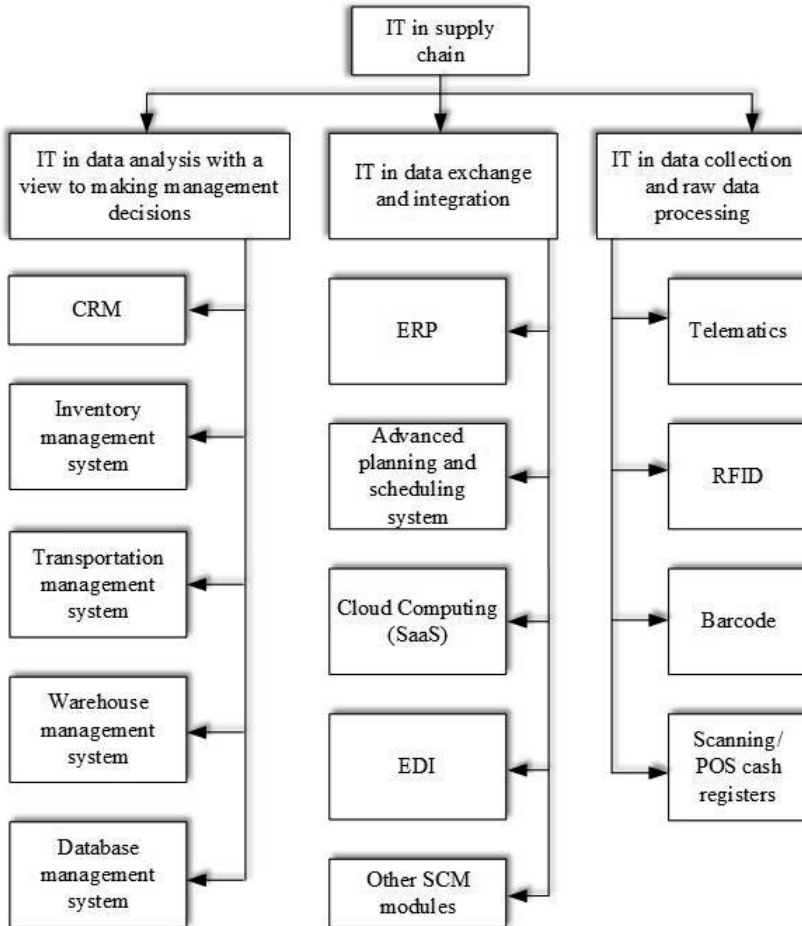 IT in supply
chain
IT in data analysis with a
view to making management
decisions
IT in data exchange
and integration
IT in data collection
and raw data
processing
CRM
Inventory
management
system
Transportation
management
system
Warehouse
management
system
Database
management
system
ERP
Advanced
planning and
scheduling
system
Cloud Computing
(SaaS)
EDI
Other SCM
modules
Telematics
RFID
Barcode
Scanning/
POS cash
registers